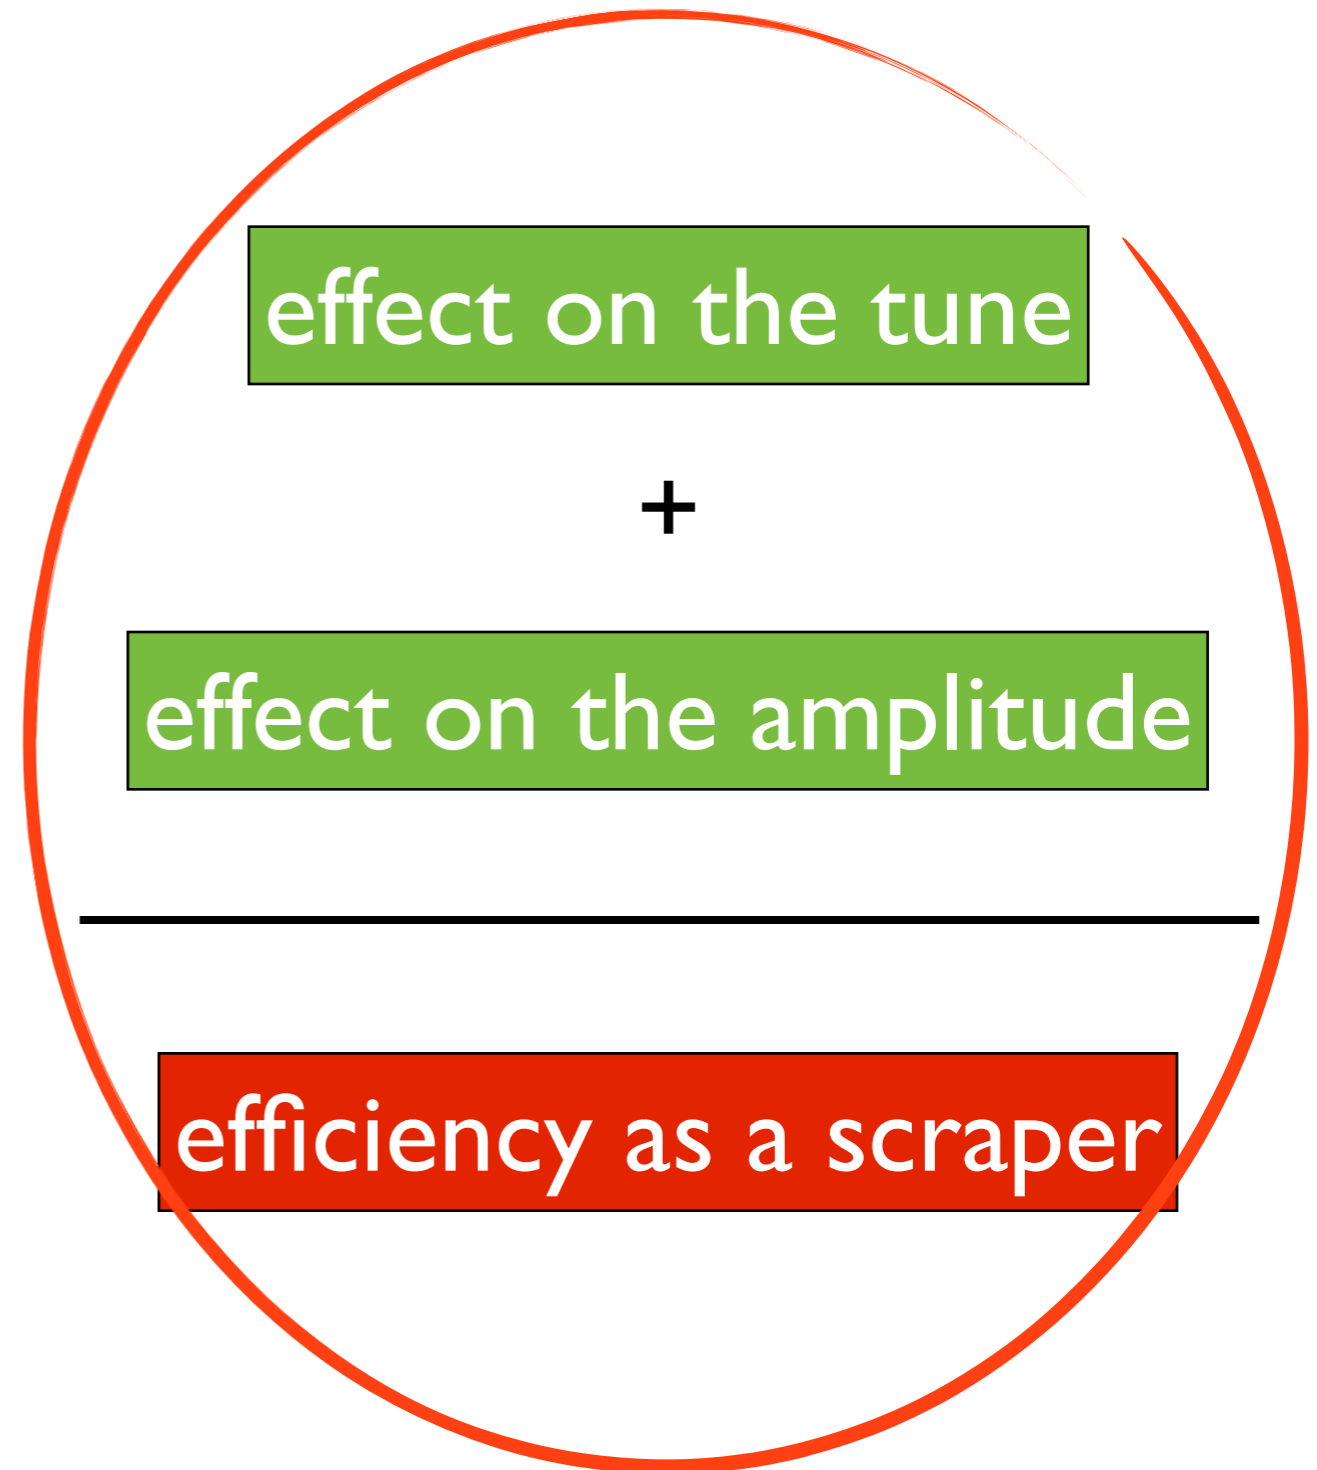 effect on the tune
+
effect on the amplitude
efficiency as a scraper